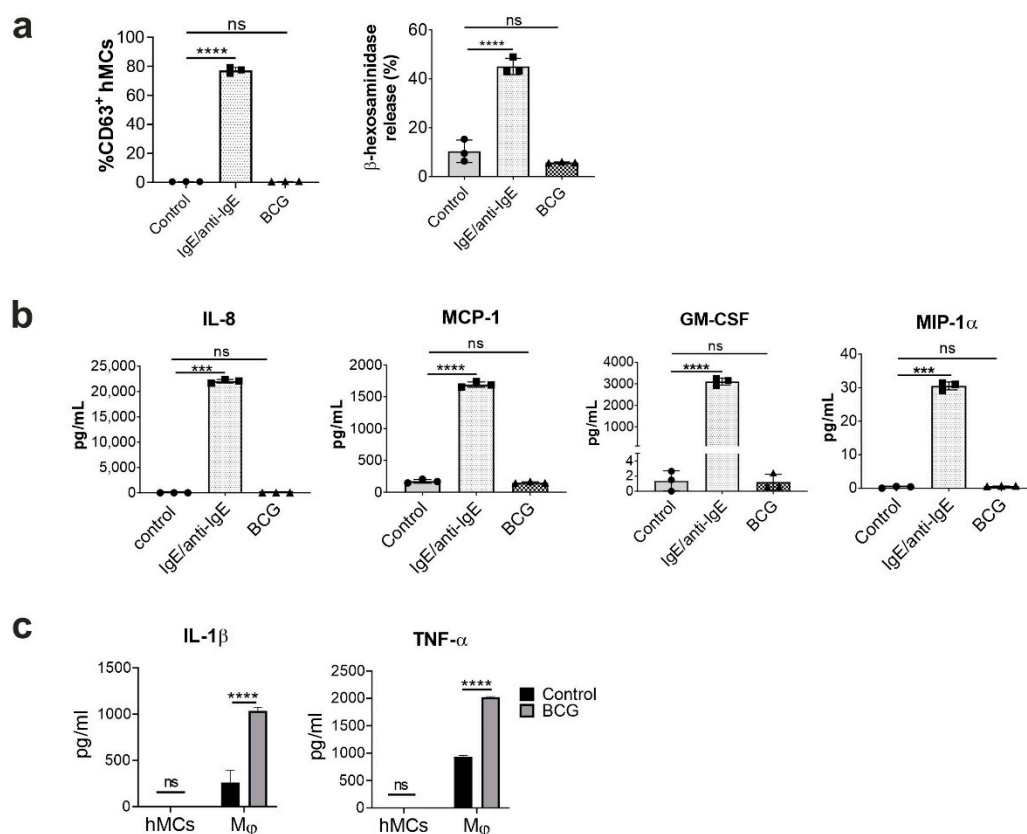 a
ns
****
100
80
60
40
20
0
%CD63+ hMCs
Control
IgE/anti-IgE
BCG
ns
****
60
40
20
0
β-hexosaminidase
release (%)
Control
IgE/anti-IgE
BCG
b
IL-8
ns
***
25,000
20,000
15,000
10,000
5,000
0
pg/mL
control
IgE/anti-IgE
BCG
MCP-1
ns
****
2000
1500
1000
500
0
pg/mL
Control
IgE/anti-IgE
BCG
GM-CSF
ns
****
4000
3000
2000
1000
4
2
0
pg/mL
Control
IgE/anti-IgE
BCG
MIP-1α
ns
***
40
30
20
10
0
pg/mL
Control
IgE/anti-IgE
BCG
c
IL-1β
1500
1000
500
0
pg/ml
ns
****
hMCs
Mφ
TNF-α
2500
2000
1500
1000
500
0
pg/ml
ns
****
hMCs
Mφ
Control
BCG